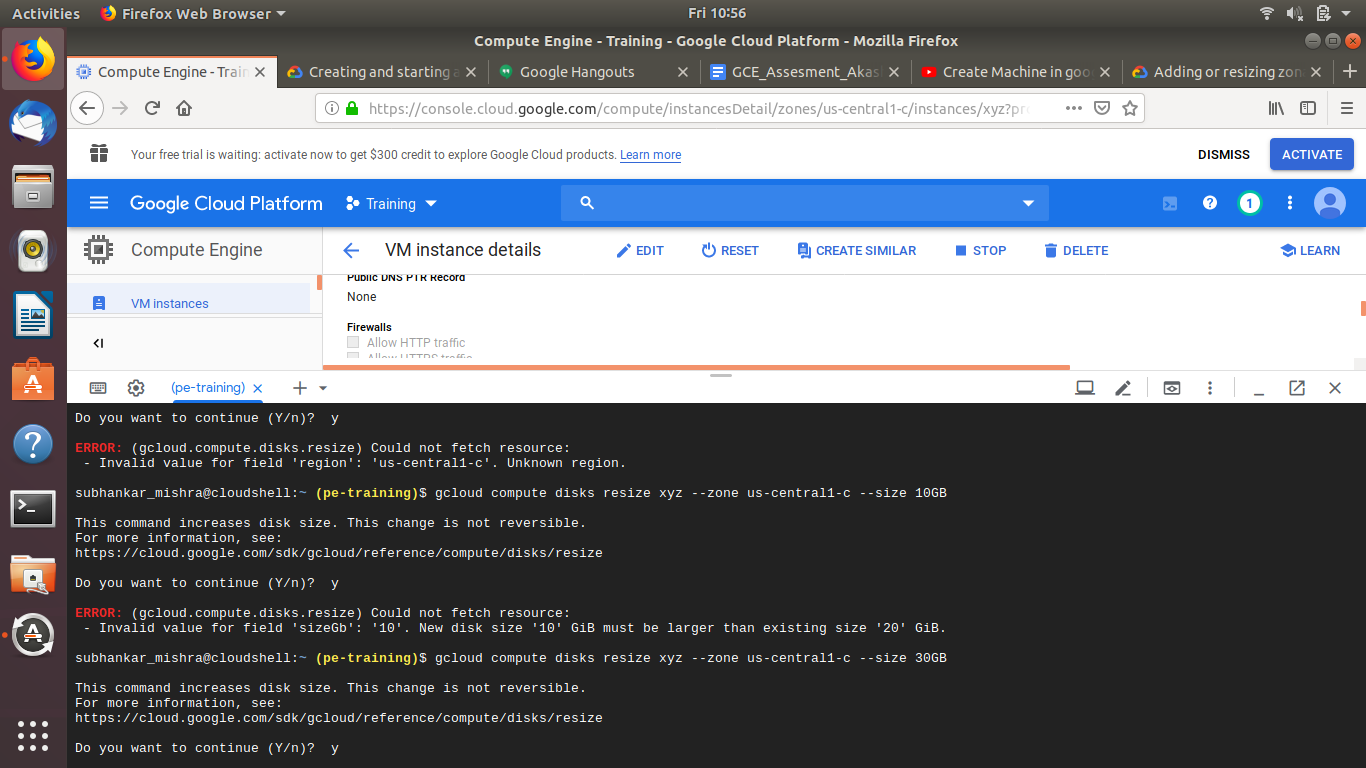 Activities Firefox Web Browser Fri 10:56
Compute Engine - Training - Google Cloud Platform - Mozilla Firefox
Compute Engine - Train Creating and starting a Google Hangouts GCE_Assesment_Akas Create Machine in goo Adding or resizing zon
https://console.cloud.google.com/compute/instancesDetail/zones/us-central1-c/instances/xyz?pr
Your free trial is waiting: activate now to get $300 credit to explore Google Cloud products. Learn more DISMISS ACTIVATE
Google Cloud Platform Training 1
Compute Engine VM instance details EDIT RESET CREATE SIMILAR STOP DELETE LEARN
Public DNS PTR Record
None
VM instances
Firewalls
Allow HTTP traffic
Allow HTTPS traffic
(pe-training)
Do you want to continue (Y/n)? y
ERROR: (gcloud.compute.disks.resize) Could not fetch resource:
- Invalid value for field 'region': 'us-central1-c'. Unknown region.
subhankar_mishra@cloudshell:~ (pe-training)$ gcloud compute disks resize xyz --zone us-central1-c --size 10GB
This command increases disk size. This change is not reversible.
For more information, see:
https://cloud.google.com/sdk/gcloud/reference/compute/disks/resize
Do you want to continue (Y/n)? y
ERROR: (gcloud.compute.disks.resize) Could not fetch resource:
- Invalid value for field 'sizeGb': '10'. New disk size '10' GiB must be larger than existing size '20' GiB.
subhankar_mishra@cloudshell:~ (pe-training)$ gcloud compute disks resize xyz --zone us-central1-c --size 30GB
This command increases disk size. This change is not reversible.
For more information, see:
https://cloud.google.com/sdk/gcloud/reference/compute/disks/resize
Do you want to continue (Y/n)? y